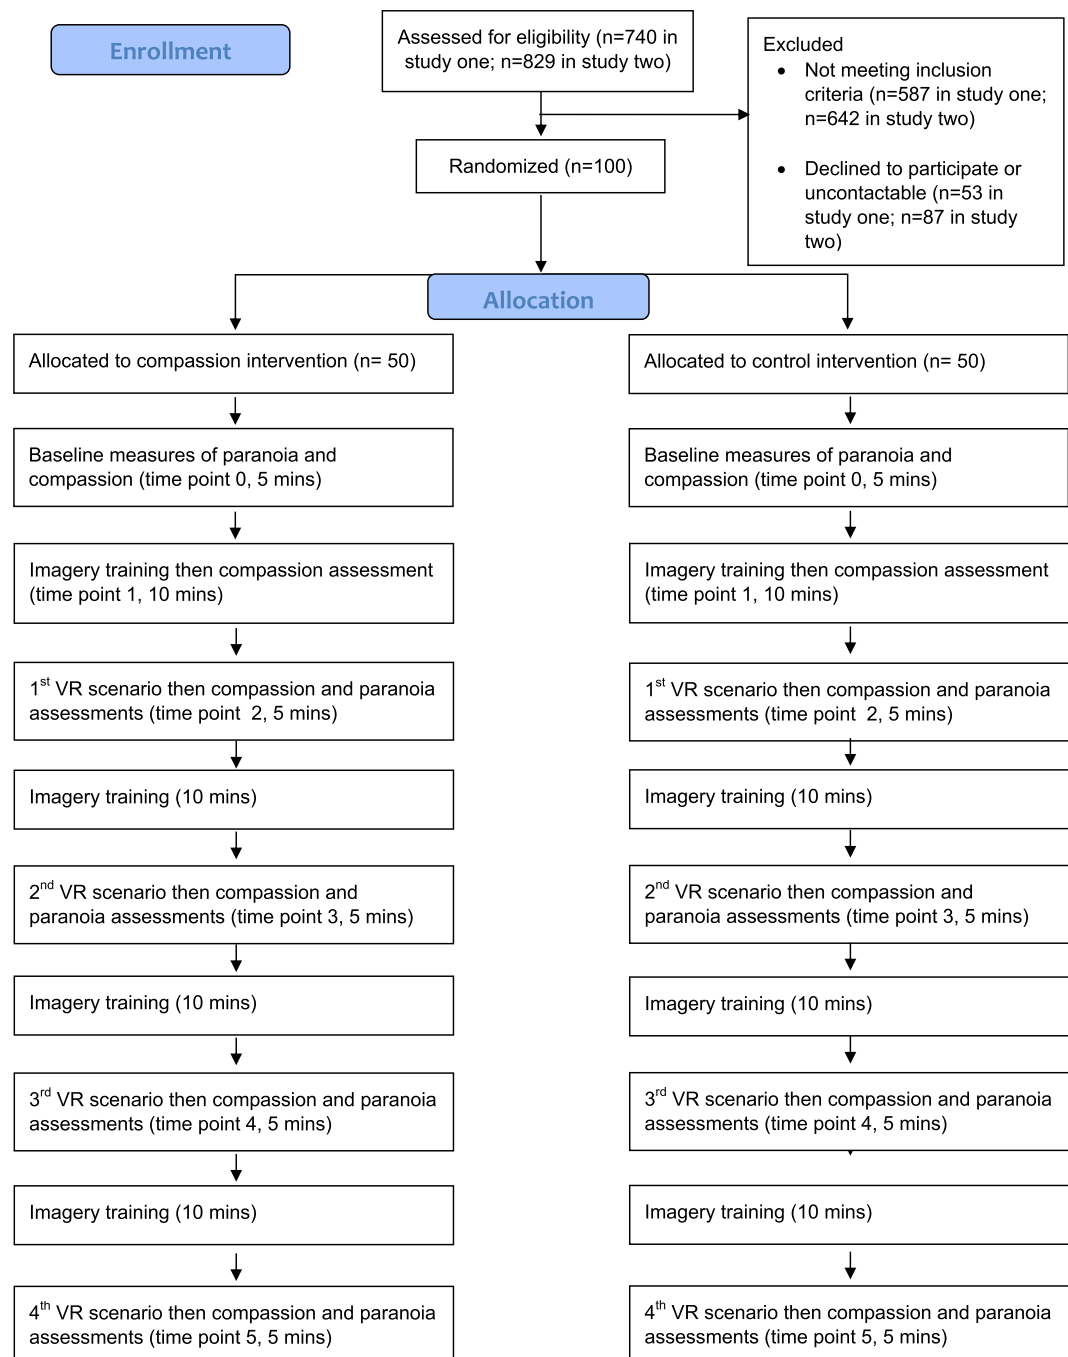 Enrollment
Assessed for eligibility (n=740 in
study one; n=829 in study two)
Excluded
• Not meeting inclusion
criteria (n=587 in study one;
n=642 in study two)
• Declined to participate or
uncontactable (n=53 in
study one; n=87 in study
two)
Randomized (n=100)
Allocation
Allocated to compassion intervention (n= 50)
Baseline measures of paranoia and
compassion (time point 0, 5 mins)
Imagery training then compassion assessment
(time point 1, 10 mins)
1st VR scenario then compassion and paranoia
assessments (time point  2, 5 mins)
Imagery training (10 mins)
2nd VR scenario then compassion and
paranoia assessments (time point 3, 5 mins)
Imagery training (10 mins)
3rd VR scenario then compassion and paranoia
assessments (time point 4, 5 mins)
Imagery training (10 mins)
4th VR scenario then compassion and paranoia
assessments (time point 5, 5 mins)
Allocated to control intervention (n= 50)
Baseline measures of paranoia and
compassion (time point 0, 5 mins)
Imagery training then compassion assessment
(time point 1, 10 mins)
1st VR scenario then compassion and paranoia
assessments (time point  2, 5 mins)
Imagery training (10 mins)
2nd VR scenario then compassion and
paranoia assessments (time point 3, 5 mins)
Imagery training (10 mins)
3rd VR scenario then compassion and paranoia
assessments (time point 4, 5 mins)
Imagery training (10 mins)
4th VR scenario then compassion and paranoia
assessments (time point 5, 5 mins)